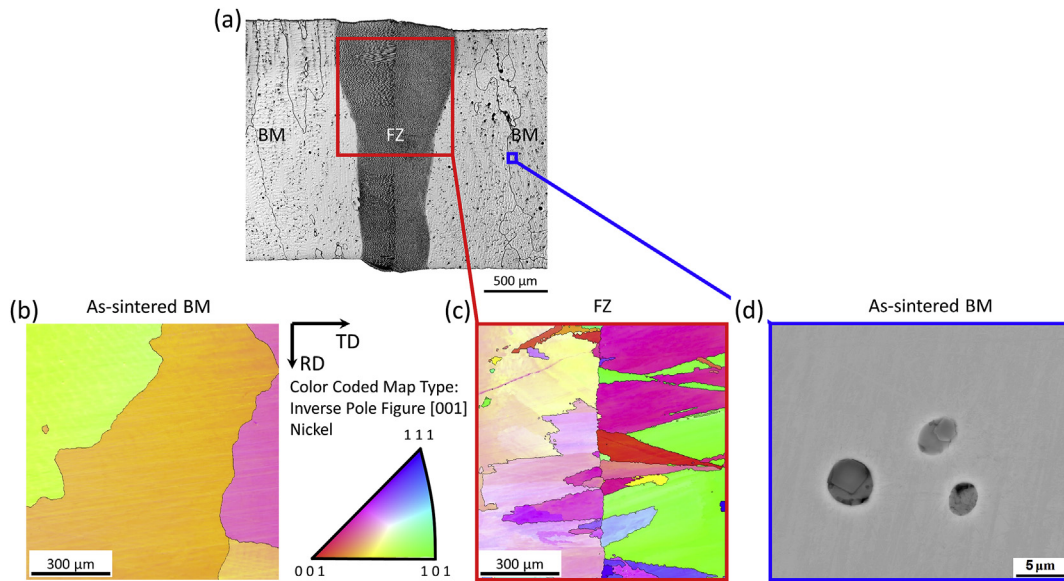 (a)
BM
FZ
BM
500 µm
(b)
As-sintered BM
TD
RD
Color Coded Map Type:
Inverse Pole Figure [001]
Nickel
1 1 1
0 0 1
1 0 1
300 µm
(c)
FZ
300 µm
(d)
As-sintered BM
5 µm